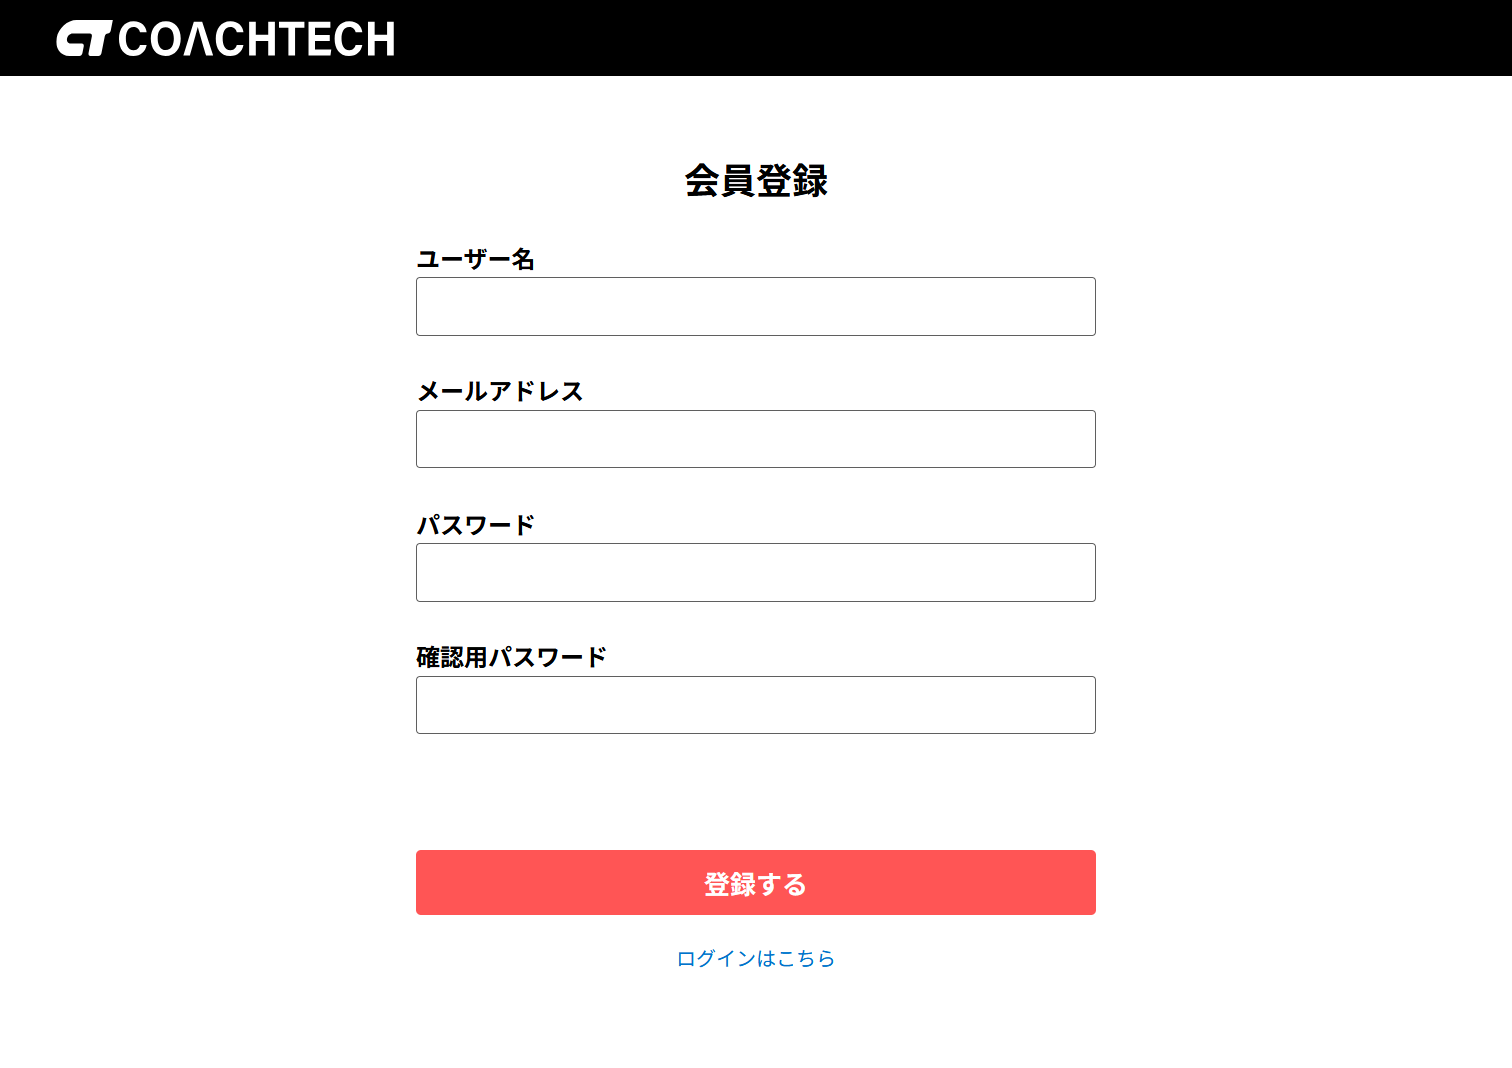 COACHTECH
会員登録
ユーザー名
メールアドレス
パスワード
確認用パスワード
登録する
ログインはこちら